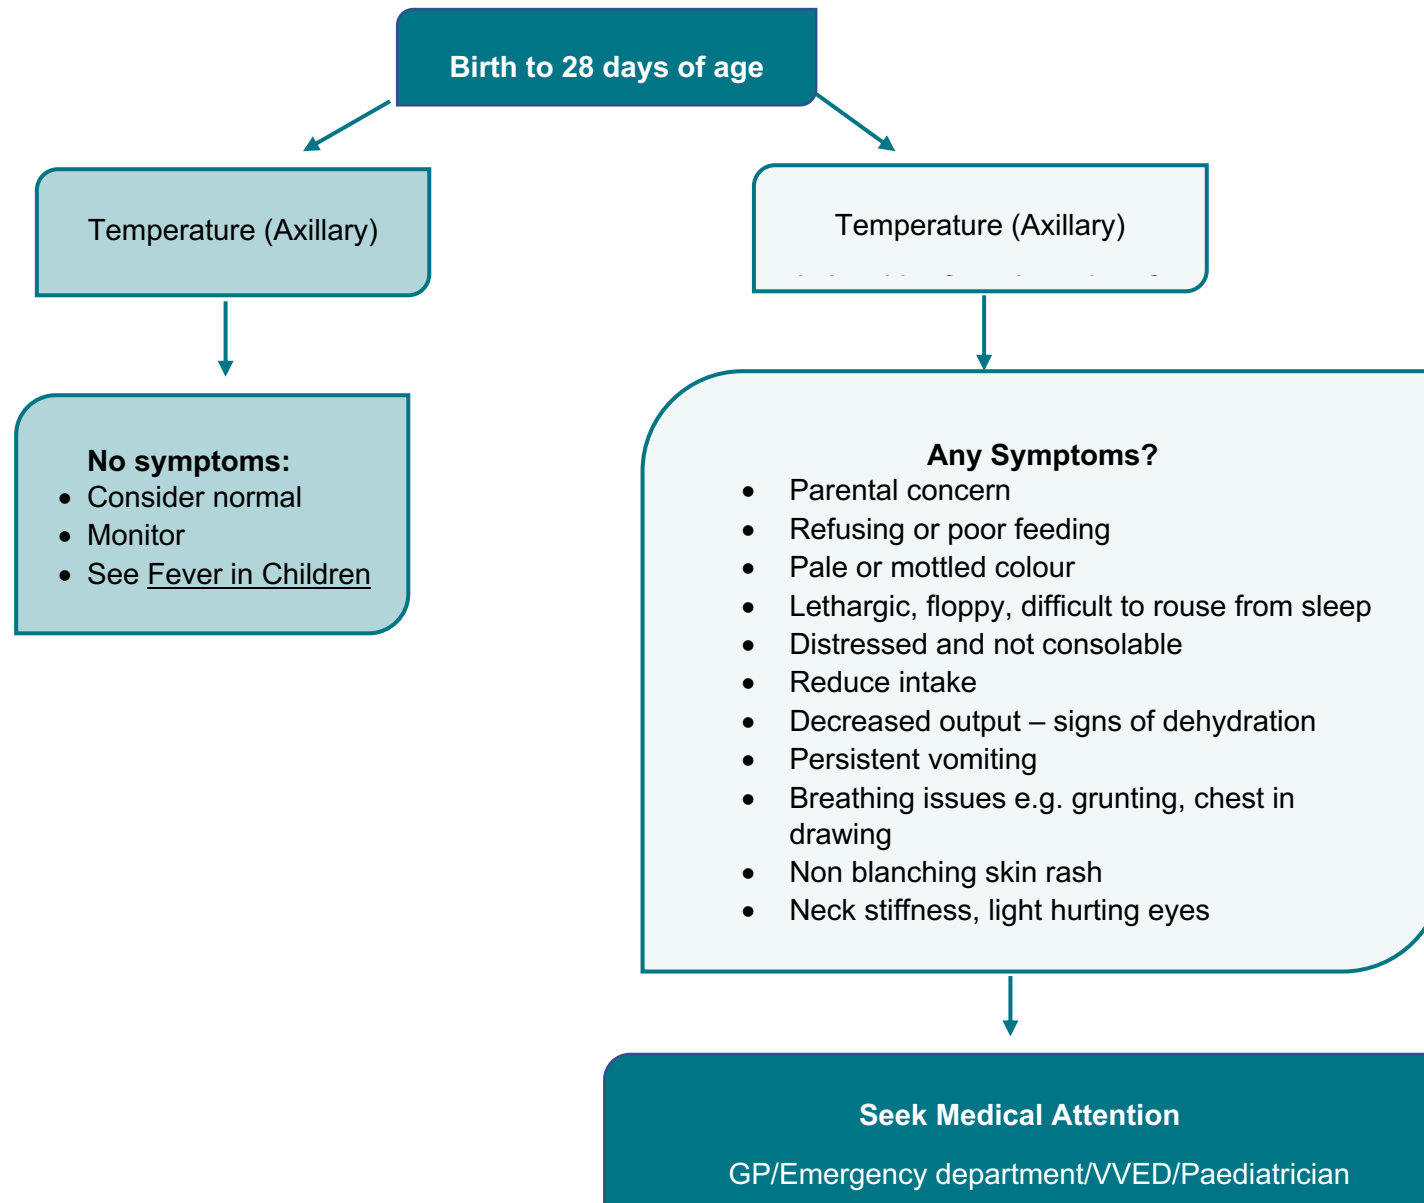 Birth to 28 days of age
Temperature (Axillary)
Temperature (Axillary)
No symptoms:
• Consider normal
• Monitor
• See Fever in Children
Any Symptoms?
• Parental concern
• Refusing or poor feeding
• Pale or mottled colour
• Lethargic, floppy, difficult to rouse from sleep
• Distressed and not consolable
• Reduce intake
• Decreased output – signs of dehydration
• Persistent vomiting
• Breathing issues e.g. grunting, chest in
drawing
• Non blanching skin rash
• Neck stiffness, light hurting eyes
Seek Medical Attention
GP/Emergency department/VVED/Paediatrician